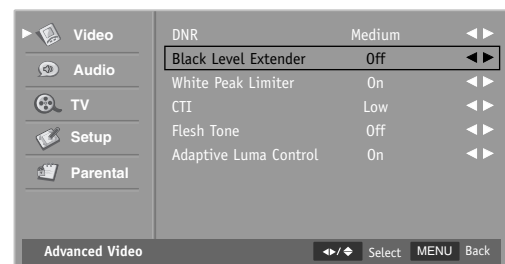 Video
Audio
TV
Setup
Parental
DNR Medium
Black Level Extender Off
White Peak Limiter On
CTI Low
Flesh Tone Off
Adaptive Luma Control On
Advanced Video Select MENU Back